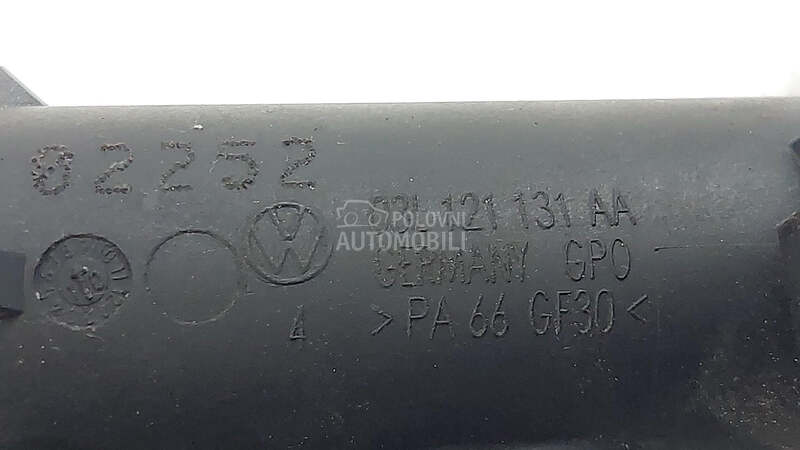 02252
03L 121 131 AA
POLOVNI
AUTOMOBILI
GERMANY GPO
4 >PA 66 GF30<